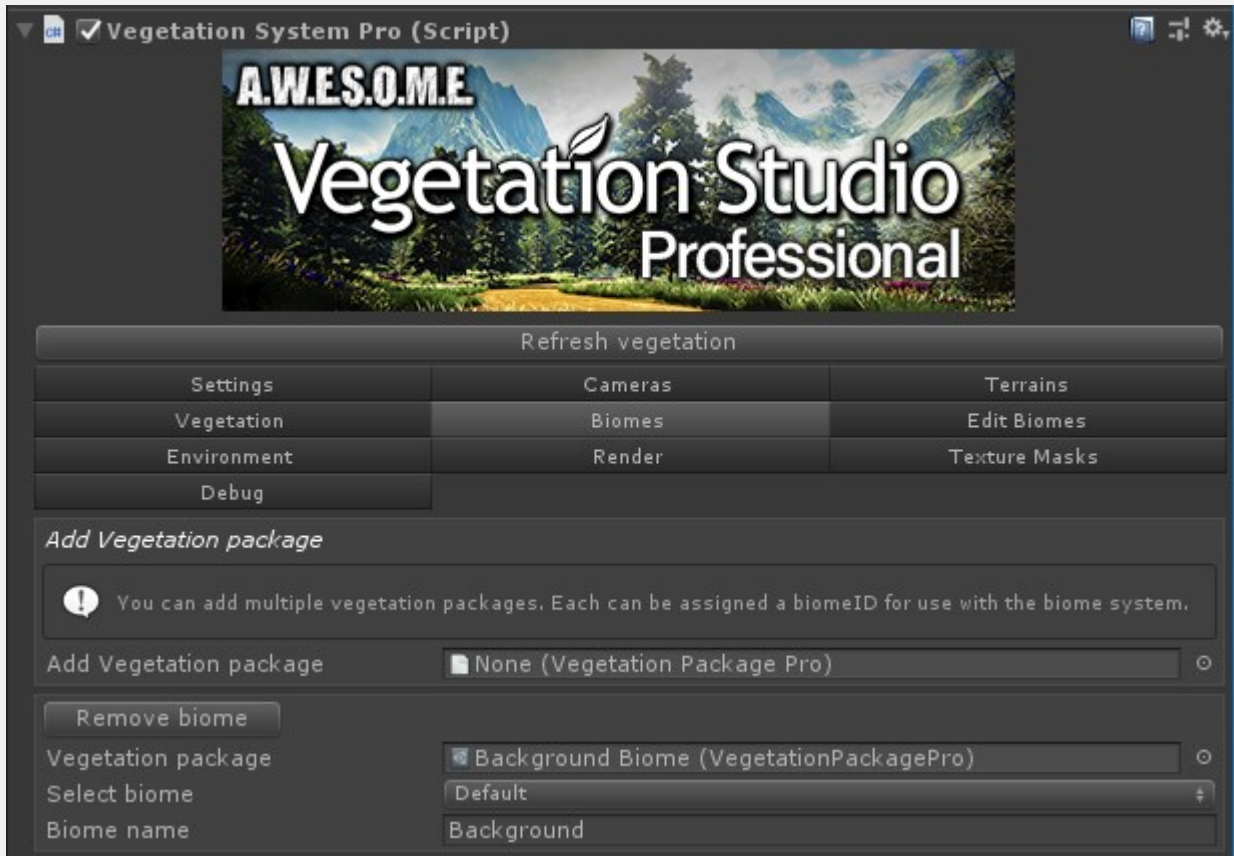 Vegetation System Pro (Script)
A.W.E.S.O.M.E.
Vegetation Studio
Professional
Refresh vegetation
Settings Cameras Terrains
Vegetation Biomes Edit Biomes
Environment Render Texture Masks
Debug
Add Vegetation package
You can add multiple vegetation packages. Each can be assigned a biomeID for use with the biome system.
Add Vegetation package None (Vegetation Package Pro)
Remove biome
Vegetation package Background Biome (VegetationPackagePro)
Select biome Default
Biome name Background